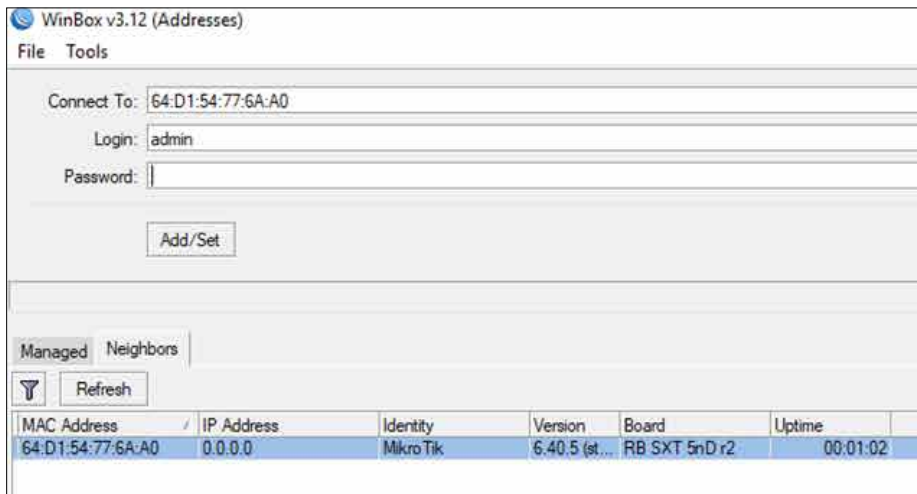 WinBox v3.12 (Addresses)
File Tools
Connect To: 64:D1:54:77:6A:A0
Login: admin
Password:
Add/Set
Managed Neighbors
Refresh
MAC Address / IP Address Identity Version Board Uptime
64:D1:54:77:6A:A0 0.0.0.0 MikroTik 6.40.5 (st... RB SXT 5nD r2 00:01:02